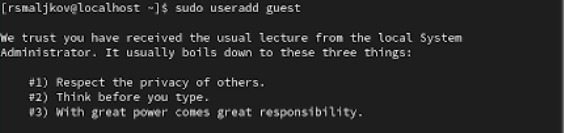 [rsmaljkov@localhost ~]$ sudo useradd guest
We trust you have received the usual lecture from the local System
Administrator. It usually boils down to these three things:
#1) Respect the privacy of others.
#2) Think before you type.
#3) With great power comes great responsibility.